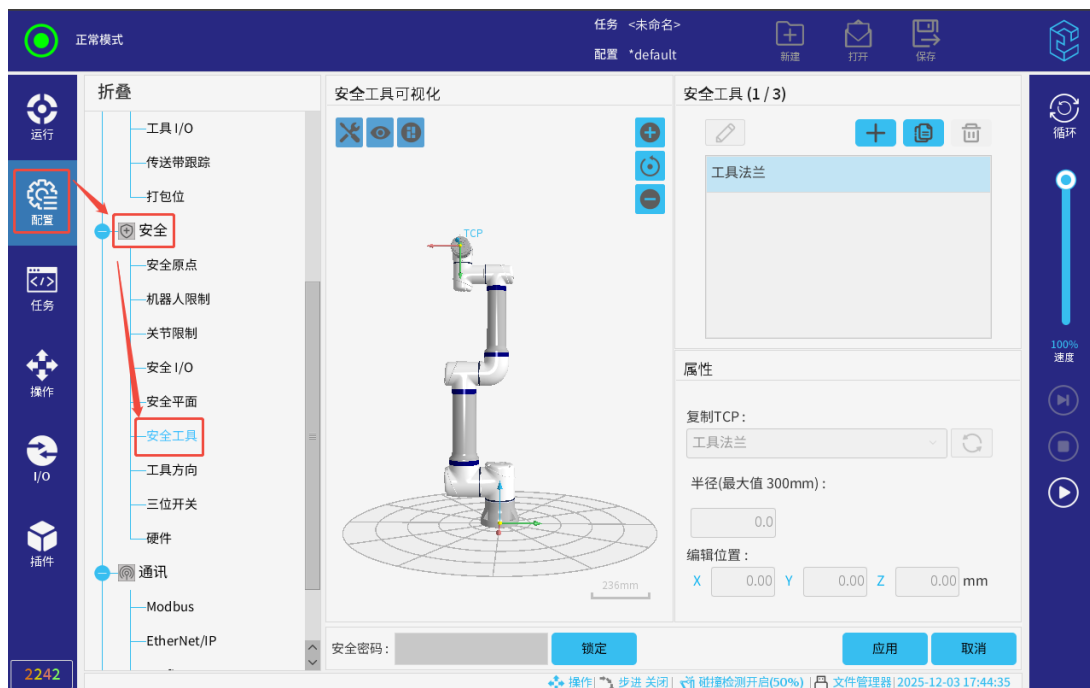 正常模式
任务 <未命名>
配置 *default
新建
打开
保存
运行
配置
任务
操作
I/O
插件
2242
折叠
工具 I/O
传送带跟踪
打包位
安全
安全原点
机器人限制
关节限制
安全 I/O
安全平面
安全工具
工具方向
三位开关
硬件
通讯
Modbus
EtherNet/IP
安全工具可视化
TCP
236mm
安全工具 (1 / 3)
工具法兰
属性
复制TCP :
工具法兰
半径(最大值 300mm) :
0.0
编辑位置 :
X 0.00 Y 0.00 Z 0.00 mm
安全密码 : 锁定 应用 取消
循环
100%
速度
操作| 步进 关闭| 碰撞检测开启(50%) | 文件管理器| 2025-12-03 17:44:35